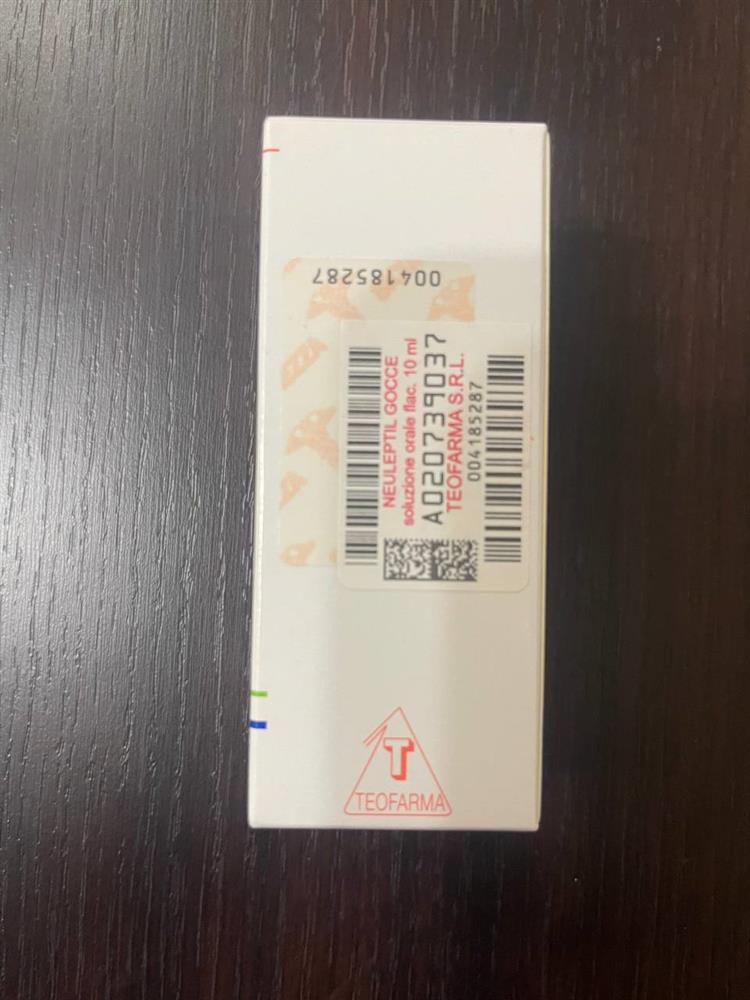 004185287
NEULEPTIL GOCCE
soluzione orale flac. 10 ml
A020739037
TEOFARMA S.R.L.
004185287
T
TEOFARMA